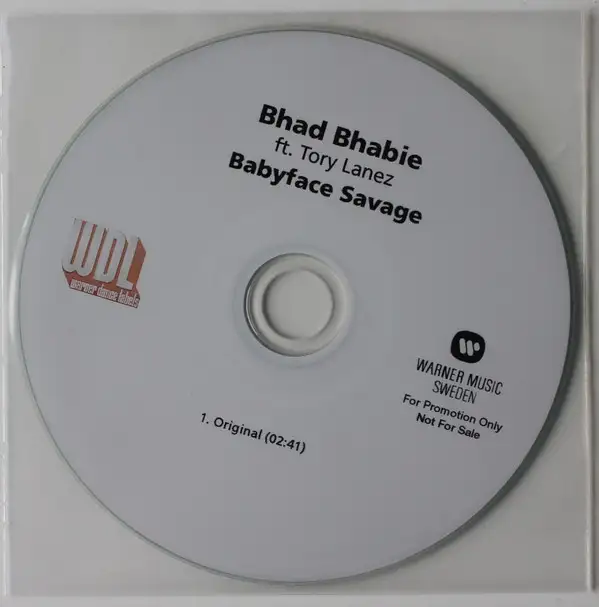 Bhad Bhabie
ft. Tory Lanez
Babyface Savage
WDL
warner dance labels
WARNER MUSIC
SWEDEN
For Promotion Only
Not For Sale
1. Original (02:41)